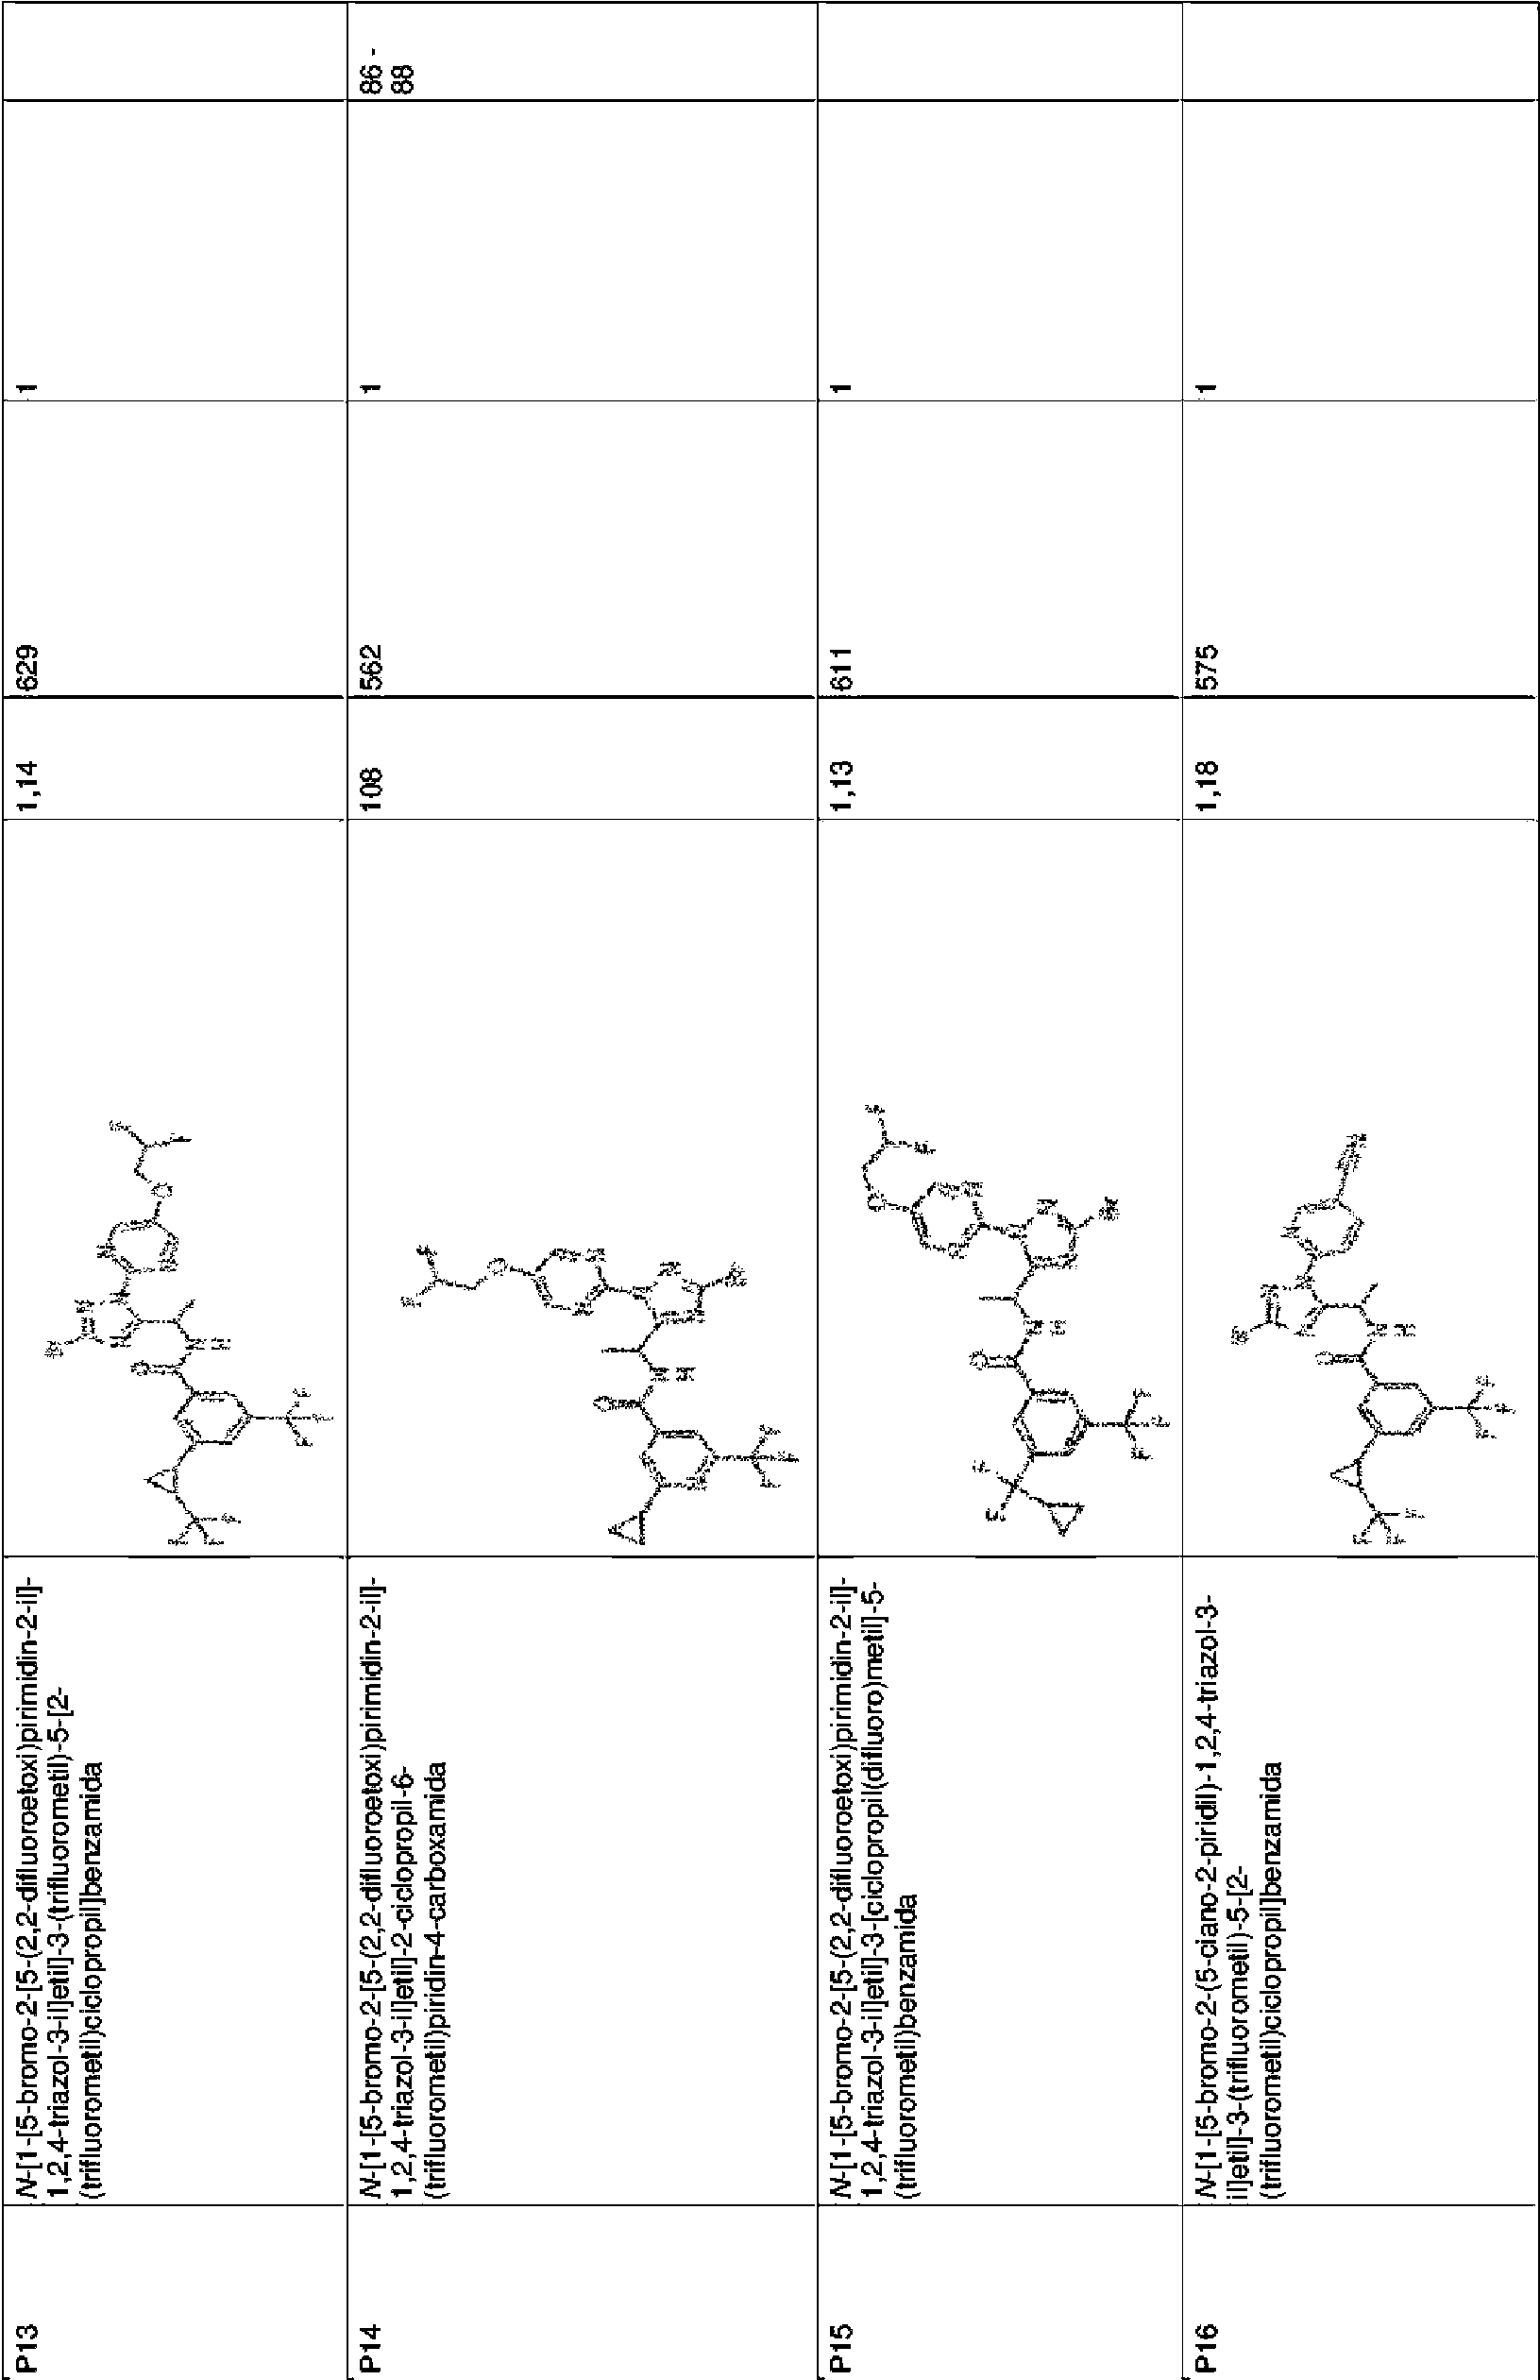 P13
N-[1-[5-bromo-2-[5-(2,2-difluoroetoxi)pirimidin-2-il]-
1,2,4-triazol-3-il]etil]-3-(trifluorometil)-5-[2-
(trifluorometil)ciclopropil]benzamida
1,14
629
1
P14
N-[1-[5-bromo-2-[5-(2,2-difluoroetoxi)pirimidin-2-il]-
1,2,4-triazol-3-il]etil]-2-ciclopropil-6-
(trifluorometil)piridin-4-carboxamida
108
562
1
86 -
88
P15
N-[1-[5-bromo-2-[5-(2,2-difluoroetoxi)pirimidin-2-il]-
1,2,4-triazol-3-il]etil]-3-[ciclopropil(difluoro)metil]-5-
(trifluorometil)benzamida
1,13
611
1
P16
N-[1-[5-bromo-2-(5-ciano-2-piridil)-1,2,4-triazol-3-
il]etil]-3-(trifluorometil)-5-[2-
(trifluorometil)ciclopropil]benzamida
1,18
575
1